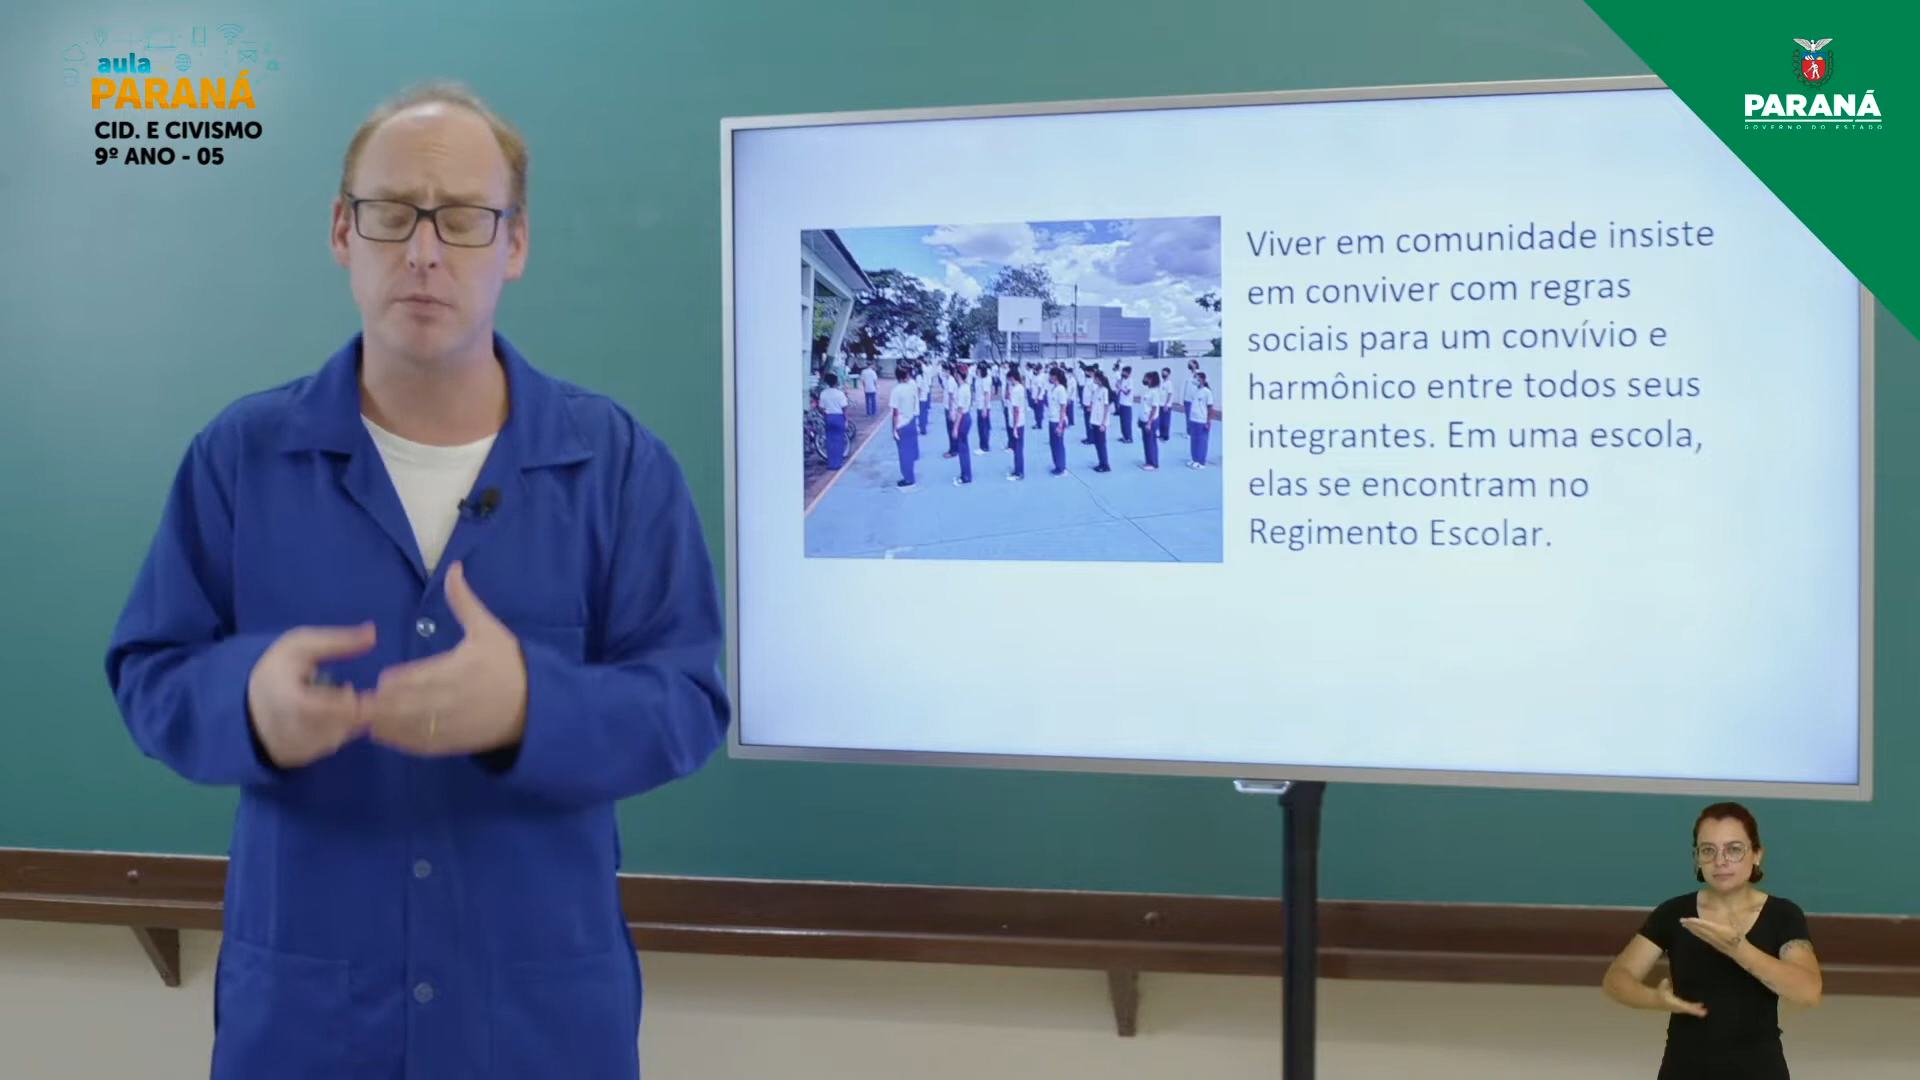 aula
PARANÁ
CID. E CIVISMO
9º ANO - 05
PARANÁ
GOVERNO DO ESTADO
MH
Viver em comunidade insiste
em conviver com regras
sociais para um convívio e
harmônico entre todos seus
integrantes. Em uma escola,
elas se encontram no
Regimento Escolar.